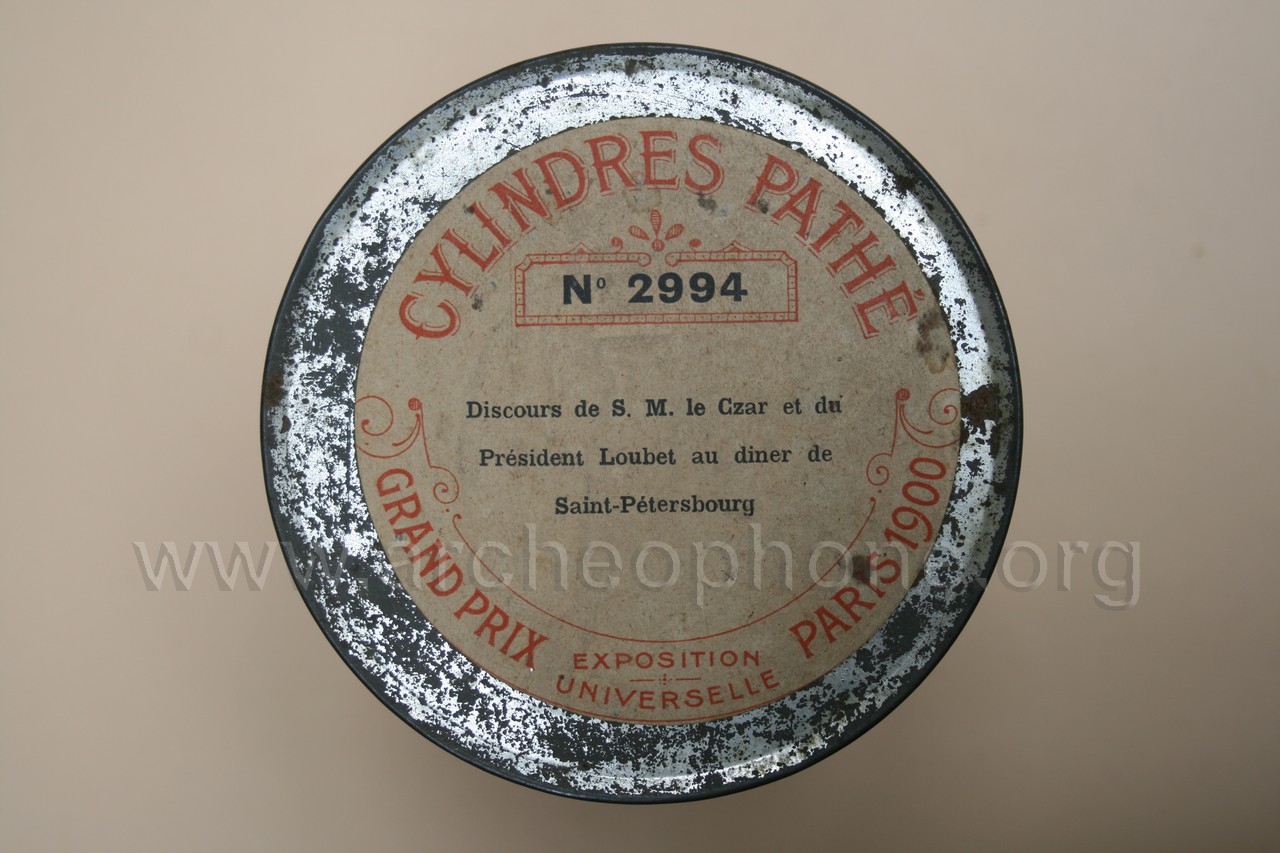 CYLINDRES PATHÉ
Nº 2994
Discours de S. M. le Czar et du
Président Loubet au diner de
Saint-Pétersbourg
GRAND PRIX
EXPOSITION
UNIVERSELLE
PARIS 1900
www.archeophone.org